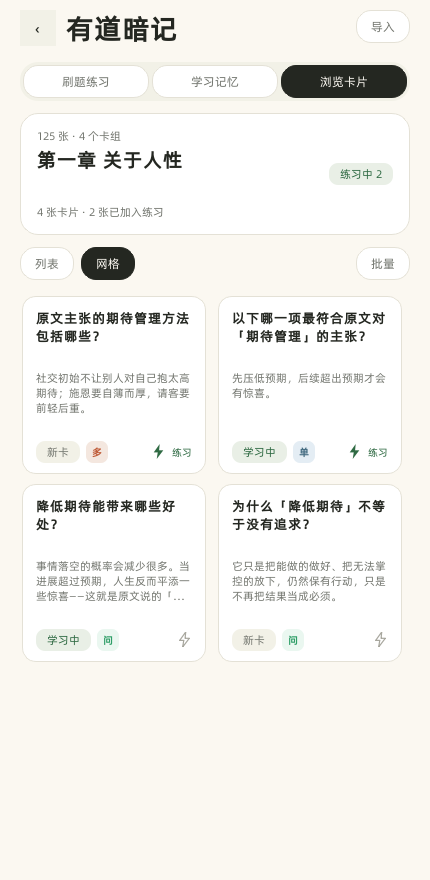 ‹ 有道暗记 导入
刷题练习 学习记忆 浏览卡片
125 张 · 4 个卡组
第一章 关于人性
练习中 2
4 张卡片 · 2 张已加入练习
列表 网格 批量
原文主张的期待管理方法
包括哪些？
社交初始不让别人对自己抱太高
期待；施恩要自薄而厚，请客要
前轻后重。
新卡 多 练习
以下哪一项最符合原文对
「期待管理」的主张？
先压低预期，后续超出预期才会
有惊喜。
学习中 单 练习
降低期待能带来哪些好
处？
事情落空的概率会减少很多。当
进展超过预期，人生反而平添一
些惊喜——这就是原文说的「…
学习中 问
为什么「降低期待」不等
于没有追求？
它只是把能做的做好、把无法掌
控的放下，仍然保有行动，只是
不再把结果当成必须。
新卡 问